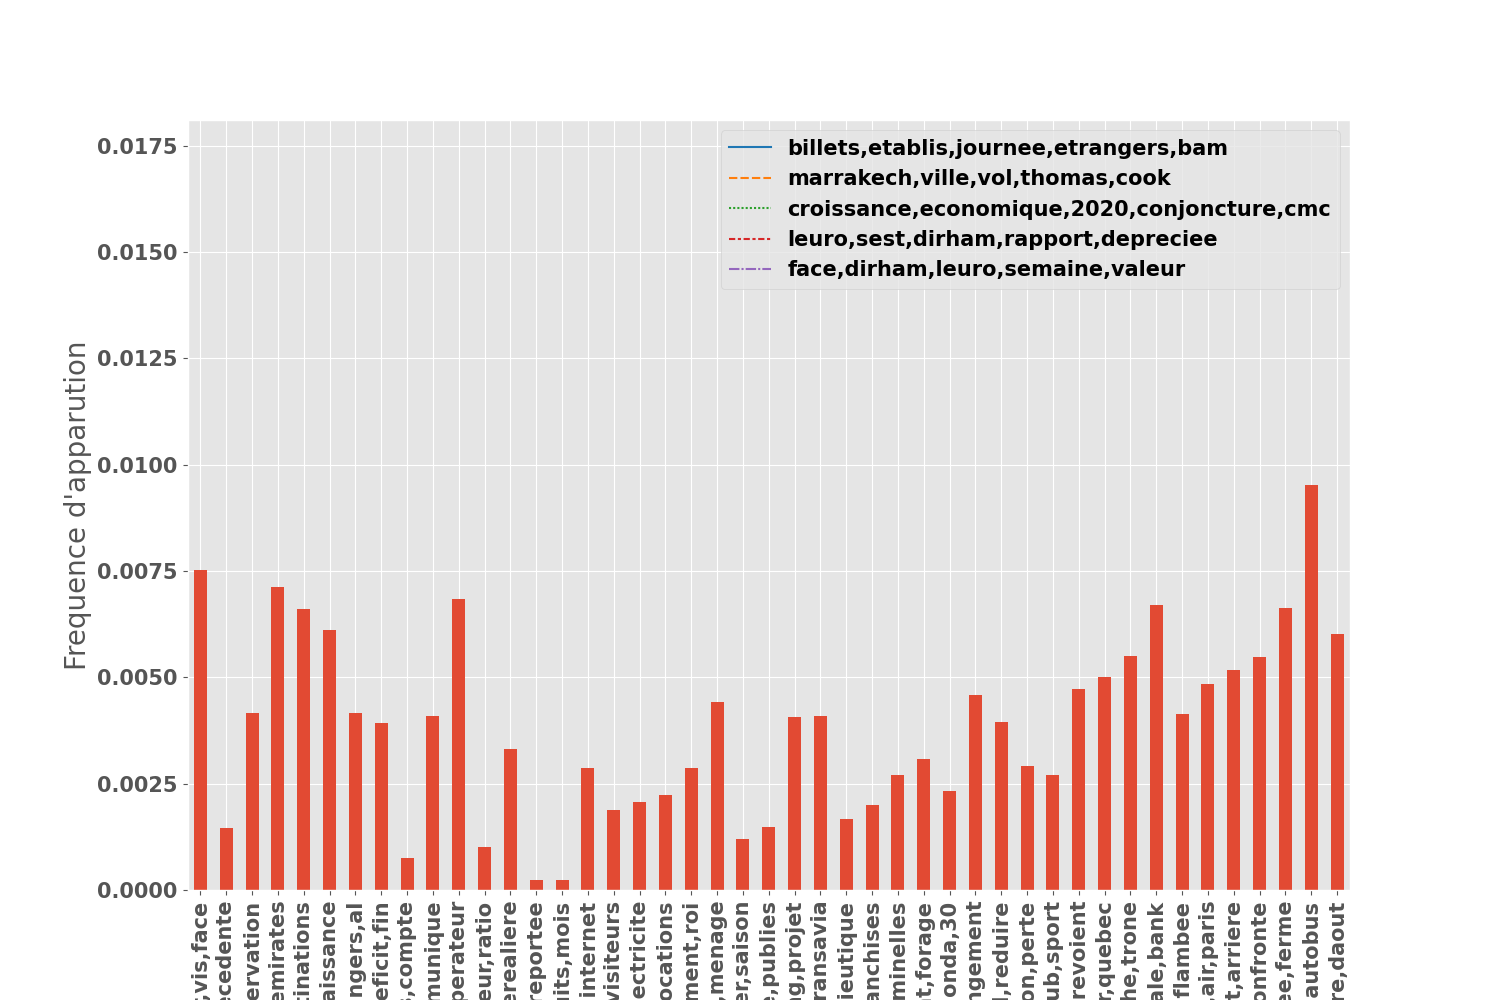 billets,etablis,journee,etrangers,bam
marrakech,ville,vol,thomas,cook
croissance,economique,2020,conjoncture,cmc
leuro,sest,dirham,rapport,depreciee
face,dirham,leuro,semaine,valeur
Frequence d'apparution
0.0175
0.0150
0.0125
0.0100
0.0075
0.0050
0.0025
0.0000
,vis,face
ecedente
ervation
emirates
tinations
aissance
ngers,al
eficit,fin
s,compte
munique
perateur
eur,ratio
erealiere
reportee
uits,mois
internet
visiteurs
ectricite
ocations
ment,roi
,menage
er,saison
e,publies
ng,projet
ransavia
ieutique
anchises
minelles
t,forage
onda,30
ngement
l,reduire
on,perte
ub,sport
revoient
r,quebec
he,trone
ale,bank
flambee
,air,paris
t,arriere
onfronte
ee,ferme
autobus
re,daout